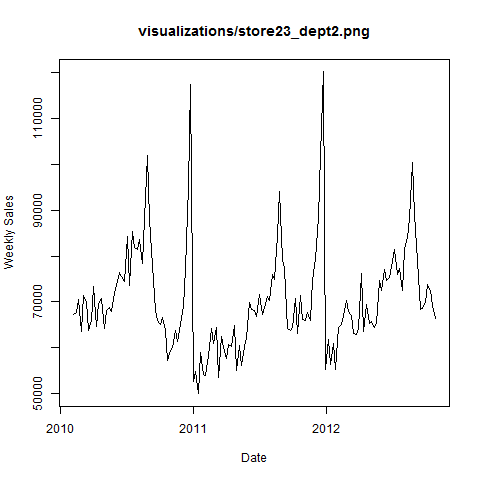 visualizations/store23_dept2.png
Weekly Sales
110000
90000
70000
50000
2010 2011 2012
Date